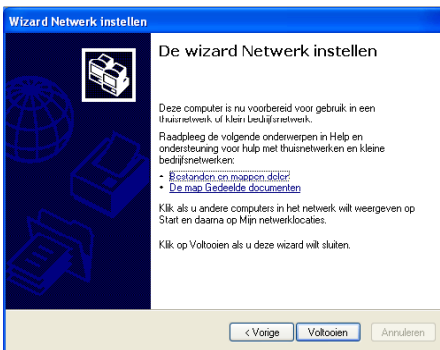 Wizard Netwerk instellen
De wizard Netwerk instellen
Deze computer is nu voorbereid voor gebruik in een
thuisnetwerk of klein bedrijfsnetwerk.
Raadpleeg de volgende onderwerpen in Help en
ondersteuning voor hulp met thuisnetwerken en kleine
bedrijfsnetwerken:
• Bestanden en mappen delen
• De map Gedeelde documenten
Klik als u andere computers in het netwerk wilt weergeven op
Start en daarna op Mijn netwerklocaties.
Klik op Voltooien als u deze wizard wilt sluiten.
< Vorige Voltooien Annuleren